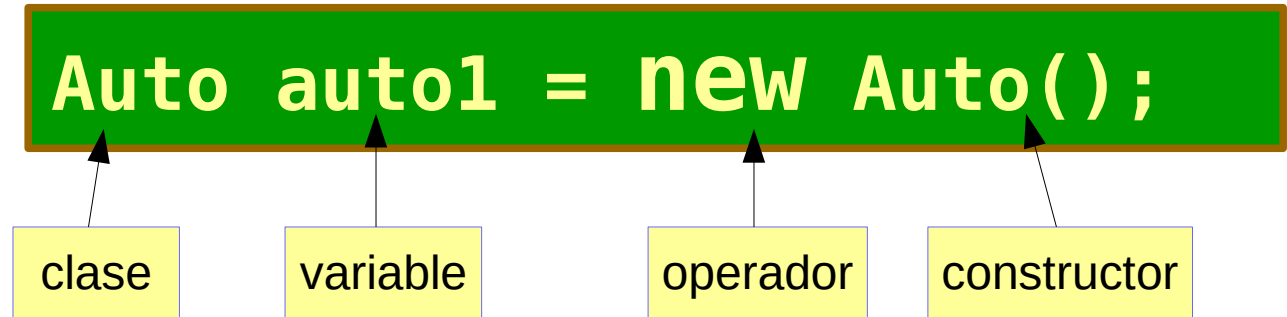 Auto auto1 = new Auto();
clase variable operador constructor